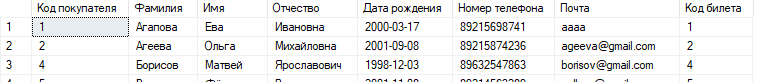 Код покупателя Фамилия Имя Отчество Дата рождения Номер телефона Почта Код билета
1 1 Агапова Ева Ивановна 2000-03-17 89215698741 aaaa 1
2 2 Агеева Ольга Михайловна 2001-09-08 89215874236 ageeva@gmail.com 2
3 4 Борисов Матвей Ярославович 1998-12-03 89632547863 borisov@gmail.com 4